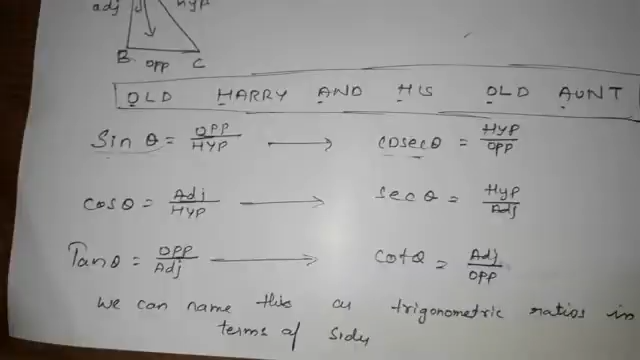 adj hyp
B opp C
OLD HARRY AND HIS OLD AUNT
Sin θ = OPP/HYP → cosec θ = HYP/OPP
cos θ = Adj/HYP → sec θ = HYP/Adj
Tan θ = OPP/Adj → cot θ = Adj/OPP
we can name this as trigonometric ratios in
terms of sides